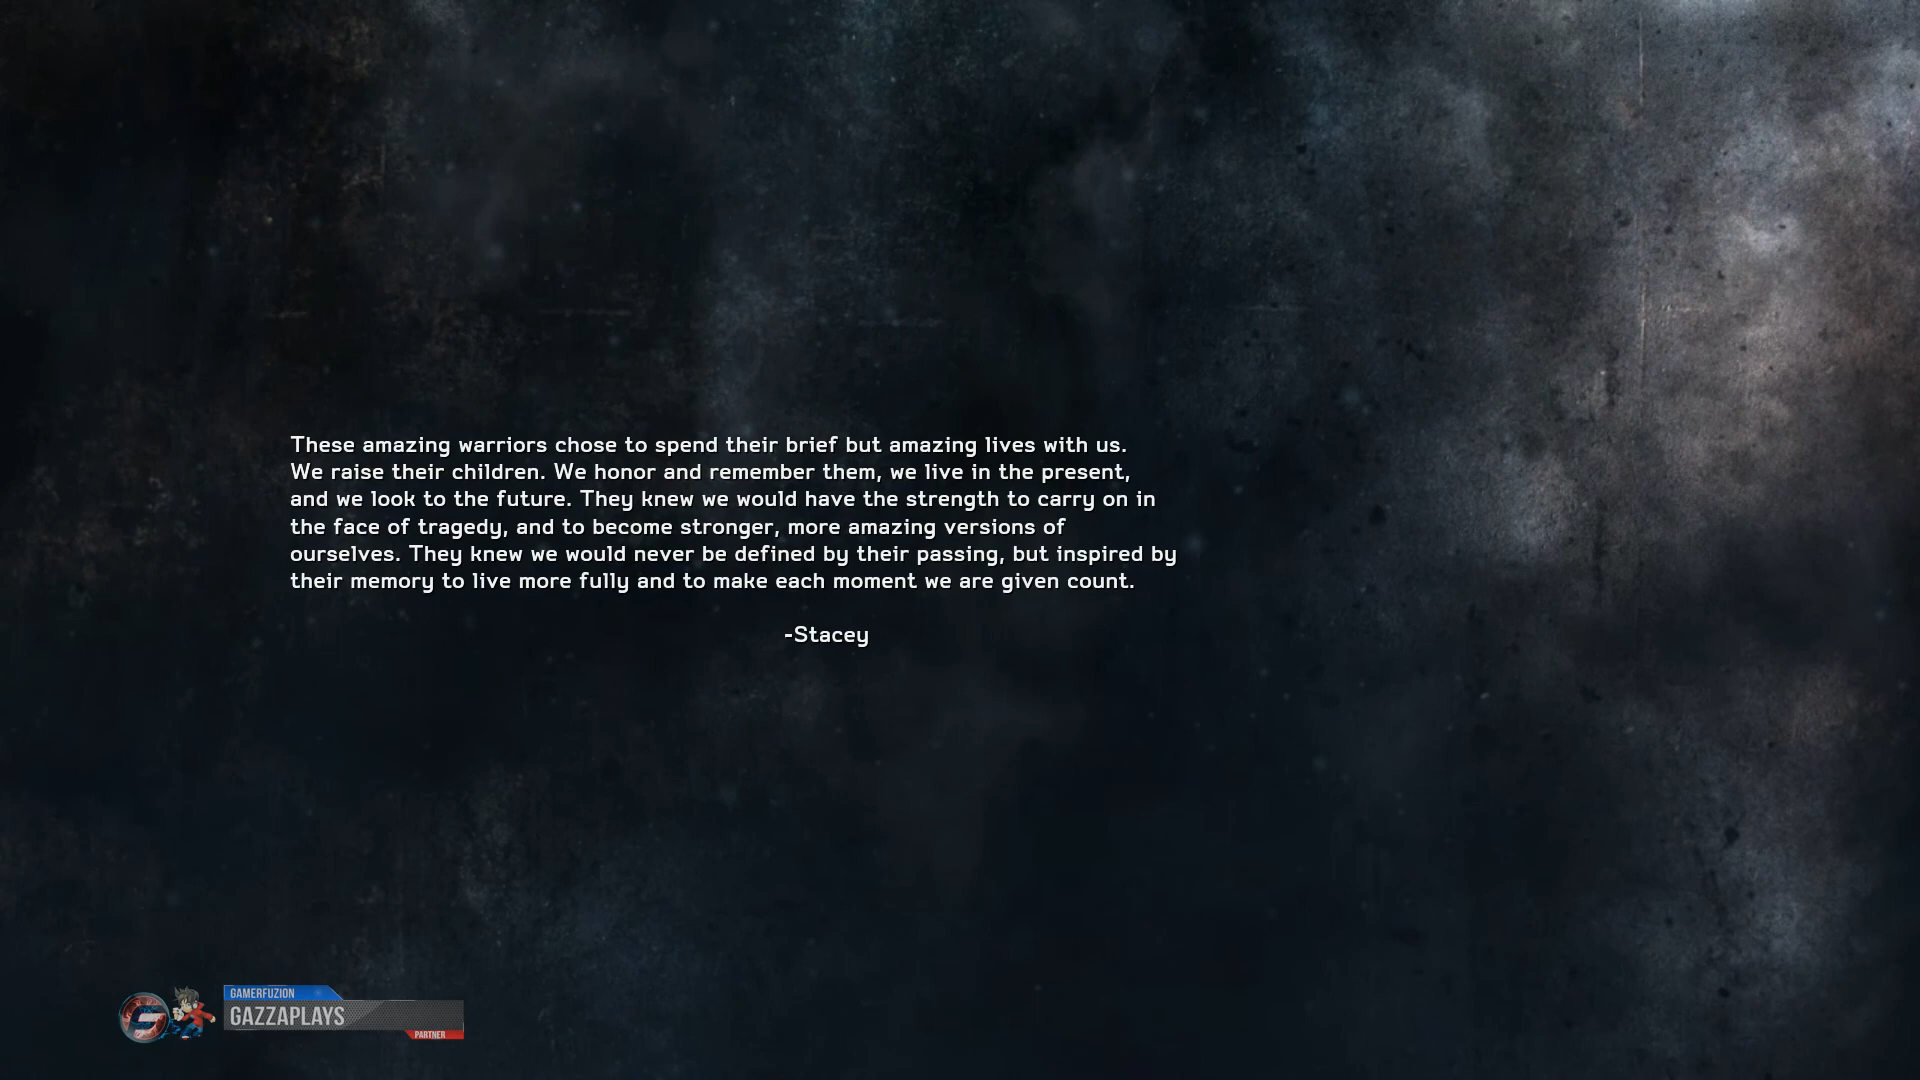 These amazing warriors chose to spend their brief but amazing lives with us.
We raise their children. We honor and remember them, we live in the present,
and we look to the future. They knew we would have the strength to carry on in
the face of tragedy, and to become stronger, more amazing versions of
ourselves. They knew we would never be defined by their passing, but inspired by
their memory to live more fully and to make each moment we are given count.
-Stacey
GAMERFUZION
GAZZAPLAYS
PARTNER